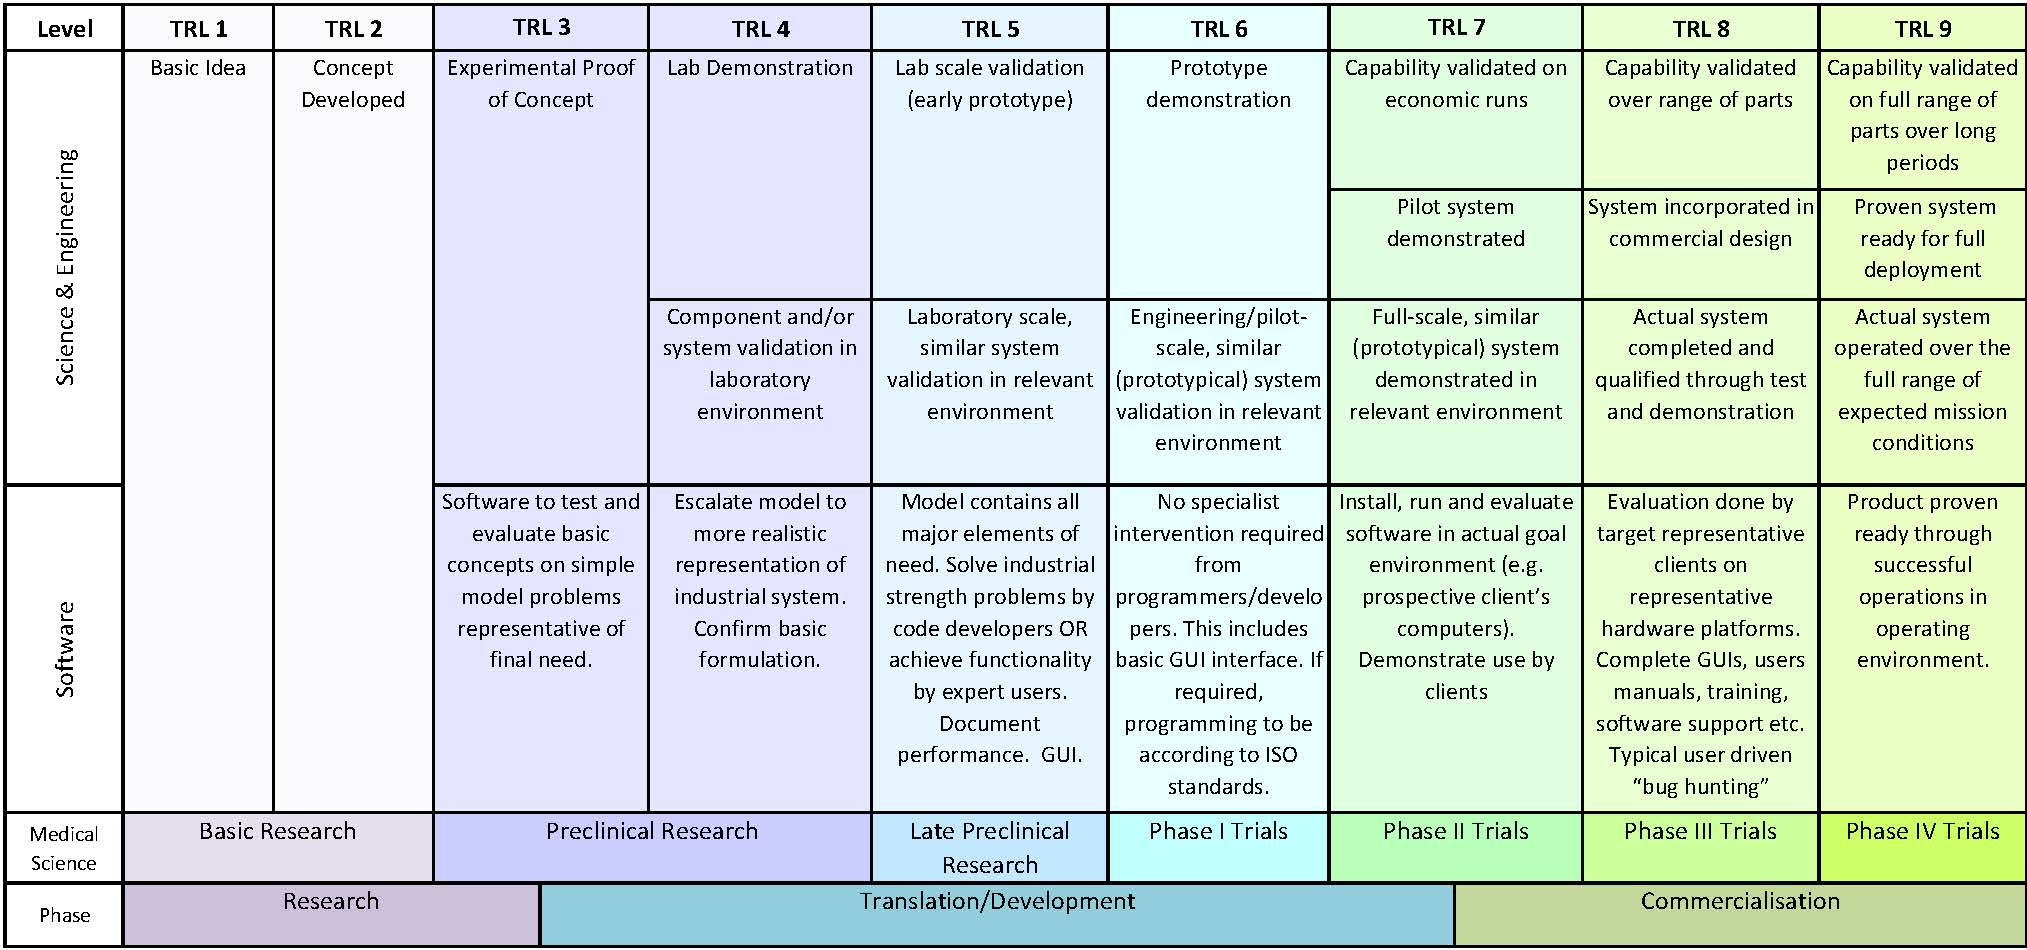 Level
TRL 1
TRL 2
TRL 3
TRL 4
TRL 5
TRL 6
TRL 7
TRL 8
TRL 9
Science & Engineering
Basic Idea
Concept
Developed
Experimental Proof
of Concept
Lab Demonstration
Lab scale validation
(early prototype)
Prototype
demonstration
Capability validated on
economic runs
Capability validated
over range of parts
Capability validated
on full range of
parts over long
periods
Pilot system
demonstrated
System incorporated in
commercial design
Proven system
ready for full
deployment
Component and/or
system validation in
laboratory
environment
Laboratory scale,
similar system
validation in relevant
environment
Engineering/pilot-
scale, similar
(prototypical) system
validation in relevant
environment
Full-scale, similar
(prototypical) system
demonstrated in
relevant environment
Actual system
completed and
qualified through test
and demonstration
Actual system
operated over the
full range of
expected mission
conditions
Software
Software to test and
evaluate basic
concepts on simple
model problems
representative of
final need.
Escalate model to
more realistic
representation of
industrial system.
Confirm basic
formulation.
Model contains all
major elements of
need. Solve industrial
strength problems by
code developers OR
achieve functionality
by expert users.
Document
performance. GUI.
No specialist
intervention required
from
programmers/develo
pers. This includes
basic GUI interface. If
required,
programming to be
according to ISO
standards.
Install, run and evaluate
software in actual goal
environment (e.g.
prospective client’s
computers).
Demonstrate use by
clients
Evaluation done by
target representative
clients on
representative
hardware platforms.
Complete GUIs, users
manuals, training,
software support etc.
Typical user driven
“bug hunting”
Product proven
ready through
successful
operations in
operating
environment.
Medical
Science
Basic Research
Preclinical Research
Late Preclinical
Research
Phase I Trials
Phase II Trials
Phase III Trials
Phase IV Trials
Phase
Research
Translation/Development
Commercialisation